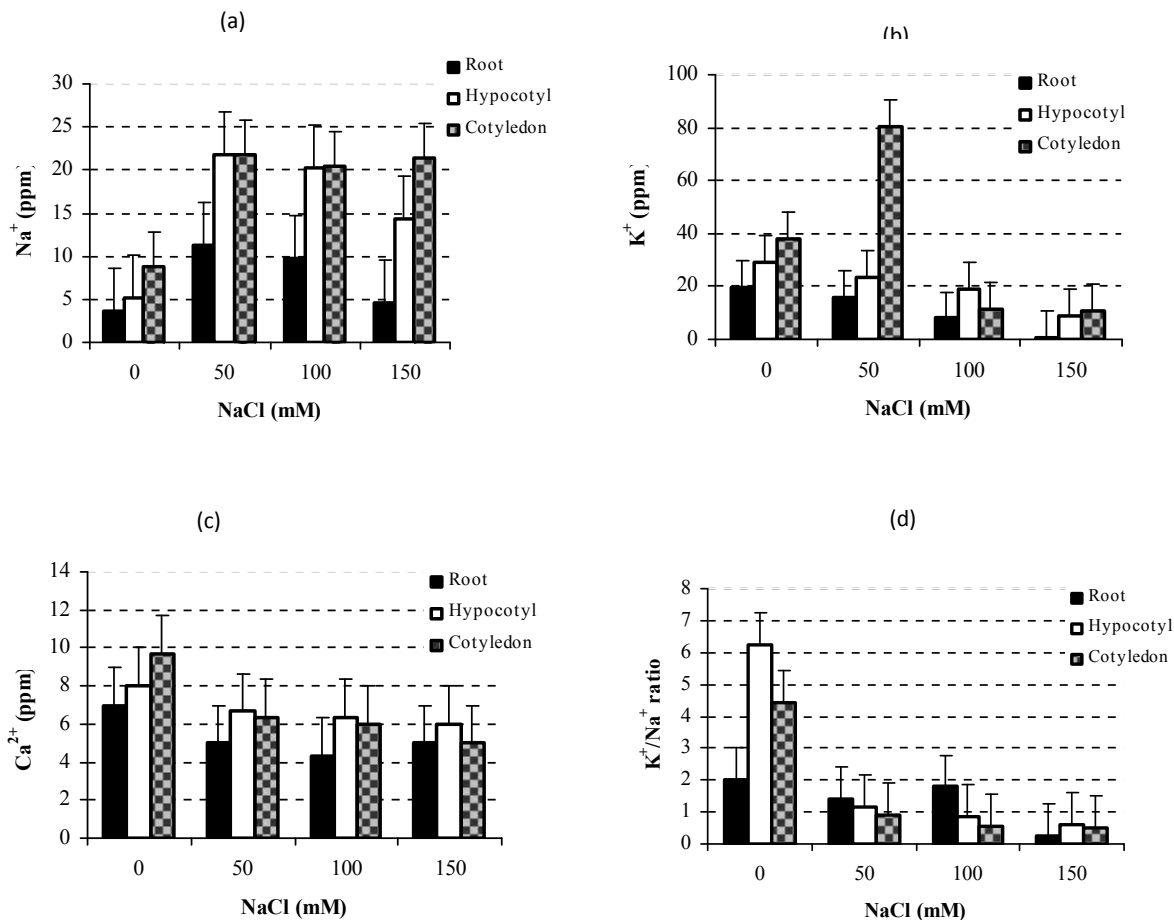 (a)
Root
Hypocotyl
Cotyledon
30
25
20
15
10
5
0
Na⁺ (ppm)
0 50 100 150
NaCl (mM)
(b)
Root
Hypocotyl
Cotyledon
100
80
60
40
20
0
K⁺ (ppm)
0 50 100 150
NaCl (mM)
(c)
Root
Hypocotyl
Cotyledon
14
12
10
8
6
4
2
0
Ca²⁺ (ppm)
0 50 100 150
NaCl (mM)
(d)
Root
Hypocotyl
Cotyledon
8
7
6
5
4
3
2
1
0
K⁺/Na⁺ ratio
0 50 100 150
NaCl (mM)